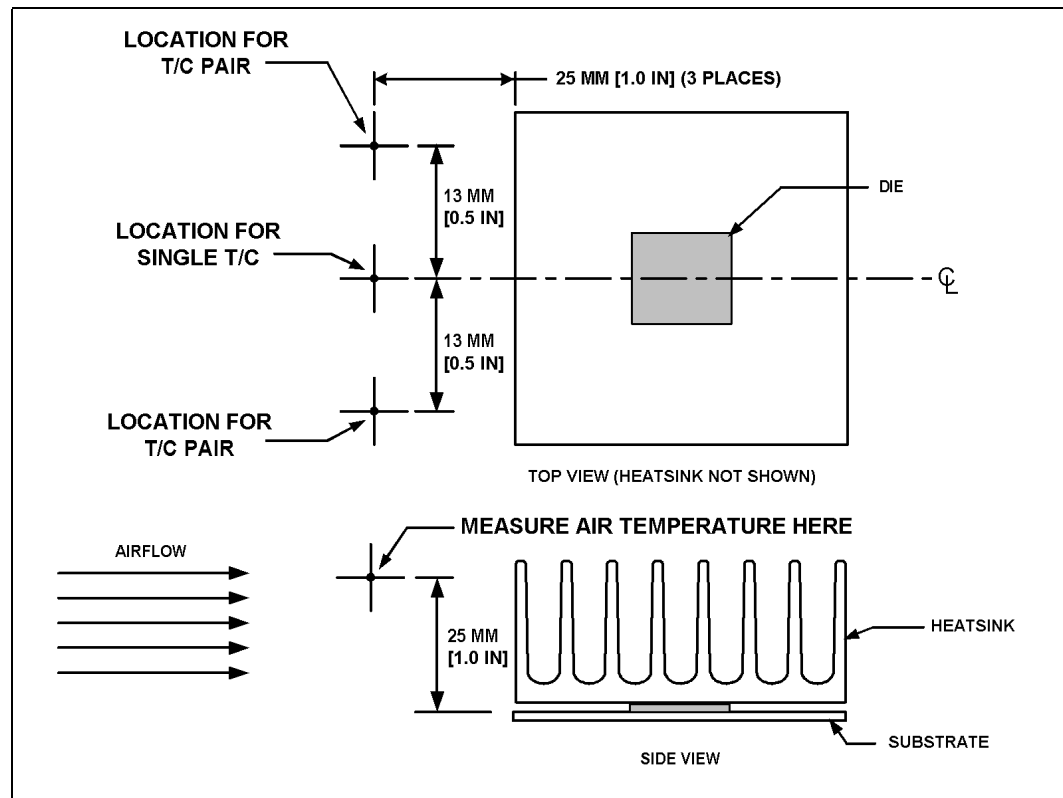 LOCATION FOR
T/C PAIR
25 MM [1.0 IN] (3 PLACES)
13 MM
[0.5 IN]
DIE
LOCATION FOR
SINGLE T/C
℄
13 MM
[0.5 IN]
LOCATION FOR
T/C PAIR
TOP VIEW (HEATSINK NOT SHOWN)
MEASURE AIR TEMPERATURE HERE
AIRFLOW
25 MM
[1.0 IN]
HEATSINK
SUBSTRATE
SIDE VIEW